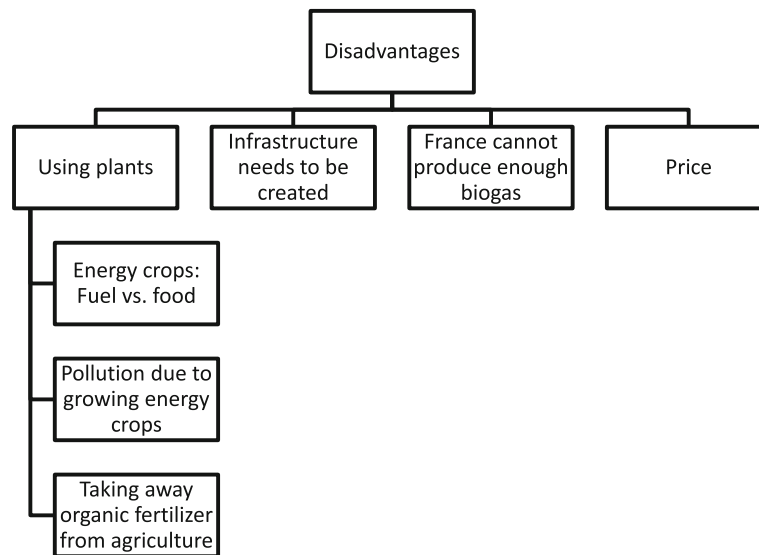 Disadvantages
Using plants
Infrastructure
needs to be
created
France cannot
produce enough
biogas
Price
Energy crops:
Fuel vs. food
Pollution due to
growing energy
crops
Taking away
organic fertilizer
from agriculture